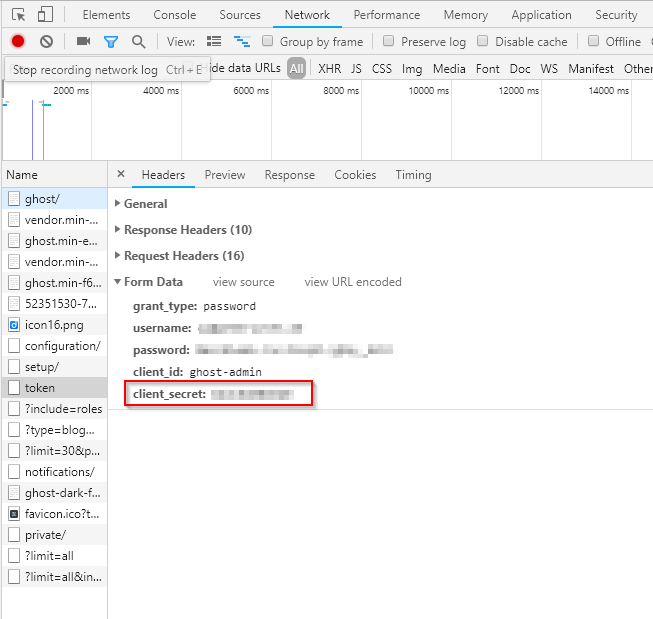 Elements Console Sources Network Performance Memory Application Security
View: Group by frame Preserve log Disable cache Offline
Stop recording network log Ctrl + E Hide data URLs All XHR JS CSS Img Media Font Doc WS Manifest Other
2000 ms 4000 ms 6000 ms 8000 ms 10000 ms 12000 ms 14000 ms
Name × Headers Preview Response Cookies Timing
ghost/
General
vendor.min-...
Response Headers (10)
ghost.min-e...
vendor.min-...
Request Headers (16)
ghost.min-f6...
Form Data view source view URL encoded
52351530-7...
grant_type: password
icon16.png
username:
configuration/
password:
setup/
client_id: ghost-admin
token
client_secret:
?include=roles
?type=blog...
?limit=30&p...
notifications/
ghost-dark-f...
favicon.ico?t...
private/
?limit=all
?limit=all&in...